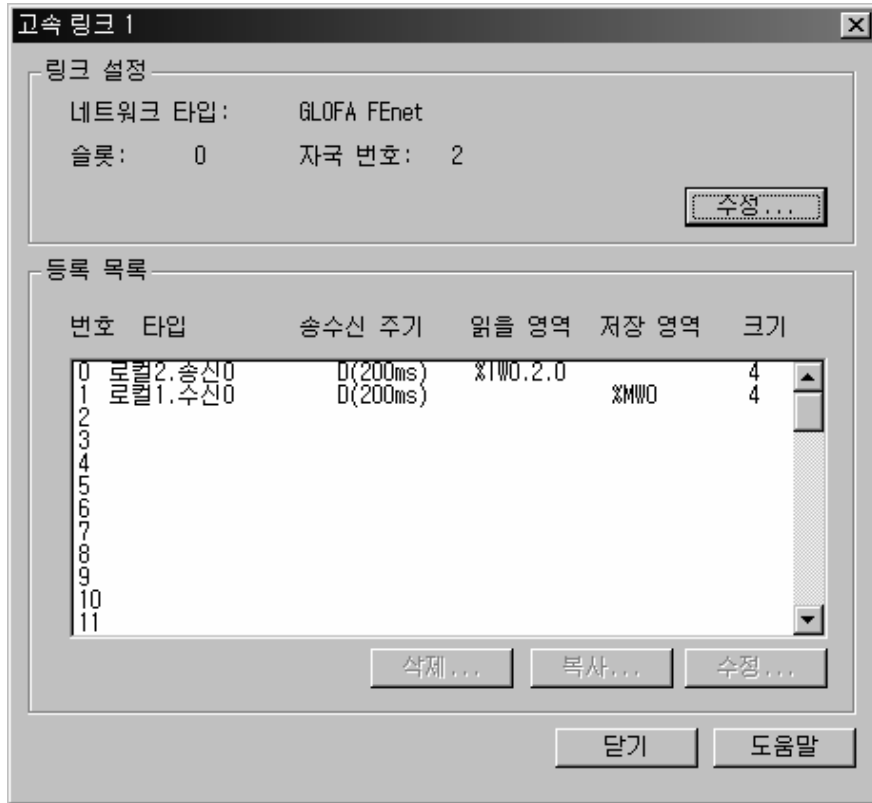 고속 링크 1
링크 설정
네트워크 타입: GLOFA FEnet
슬롯: 0 자국 번호: 2
수정...
등록 목록
번호 타입 송수신 주기 읽을 영역 저장 영역 크기
0 로컬2.송신0 D(200ms) %IW0.2.0 4
1 로컬1.수신0 D(200ms) %MW0 4
2
3
4
5
6
7
8
9
10
11
삭제... 복사... 수정...
닫기 도움말